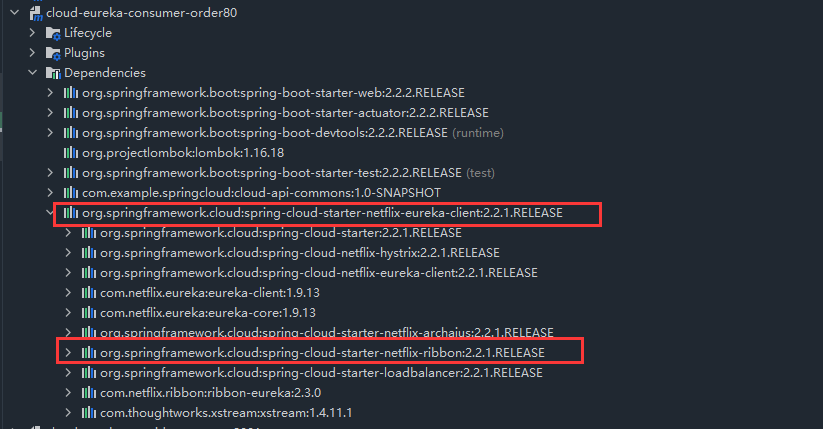 cloud-eureka-consumer-order80
Lifecycle
Plugins
Dependencies
org.springframework.boot:spring-boot-starter-web:2.2.2.RELEASE
org.springframework.boot:spring-boot-starter-actuator:2.2.2.RELEASE
org.springframework.boot:spring-boot-devtools:2.2.2.RELEASE (runtime)
org.projectlombok:lombok:1.16.18
org.springframework.boot:spring-boot-starter-test:2.2.2.RELEASE (test)
com.example.springcloud:cloud-api-commons:1.0-SNAPSHOT
org.springframework.cloud:spring-cloud-starter-netflix-eureka-client:2.2.1.RELEASE
org.springframework.cloud:spring-cloud-starter:2.2.1.RELEASE
org.springframework.cloud:spring-cloud-netflix-hystrix:2.2.1.RELEASE
org.springframework.cloud:spring-cloud-netflix-eureka-client:2.2.1.RELEASE
com.netflix.eureka:eureka-client:1.9.13
com.netflix.eureka:eureka-core:1.9.13
org.springframework.cloud:spring-cloud-starter-netflix-archaius:2.2.1.RELEASE
org.springframework.cloud:spring-cloud-starter-netflix-ribbon:2.2.1.RELEASE
org.springframework.cloud:spring-cloud-starter-loadbalancer:2.2.1.RELEASE
com.netflix.ribbon:ribbon-eureka:2.3.0
com.thoughtworks.xstream:xstream:1.4.11.1